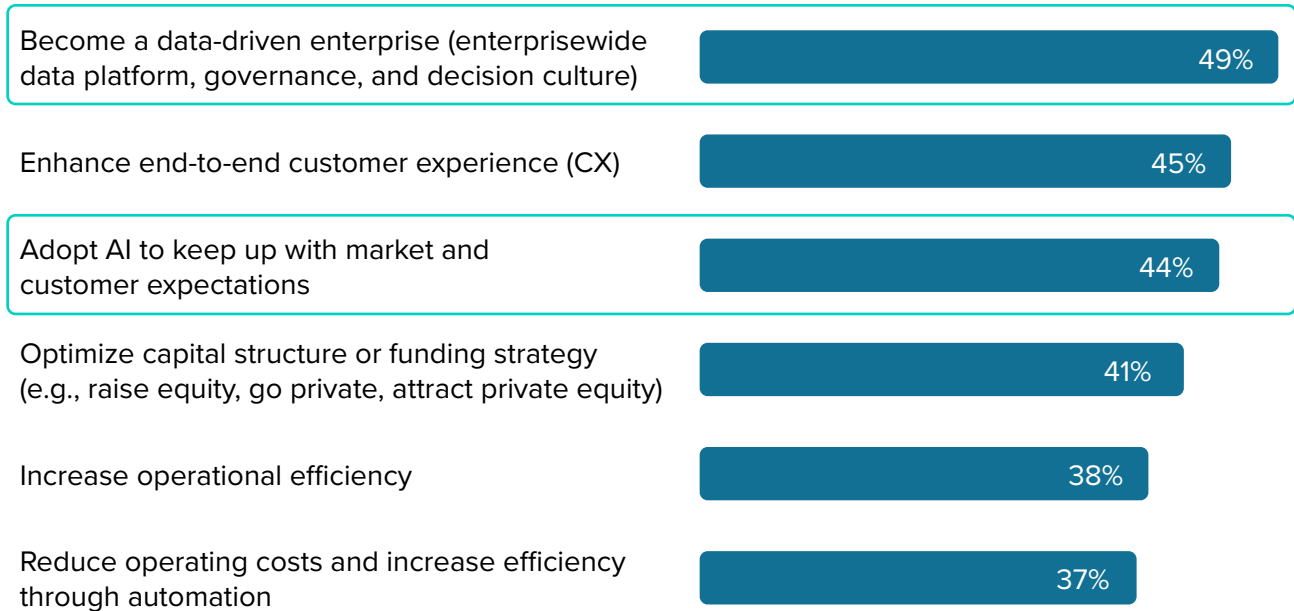 Become a data-driven enterprise (enterprisewide
data platform, governance, and decision culture)
49%
Enhance end-to-end customer experience (CX)
45%
Adopt AI to keep up with market and
customer expectations
44%
Optimize capital structure or funding strategy
(e.g., raise equity, go private, attract private equity)
41%
Increase operational efficiency
38%
Reduce operating costs and increase efficiency
through automation
37%